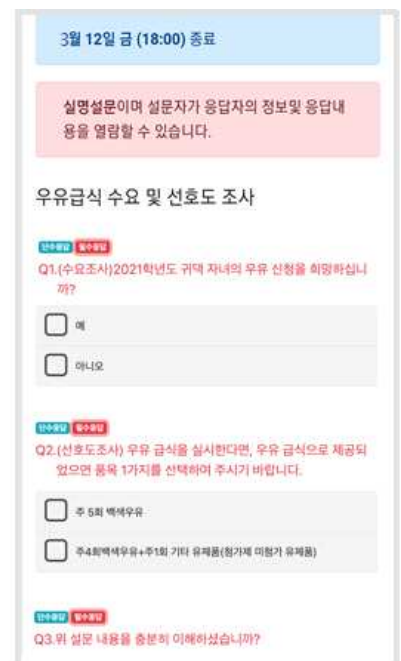 3월 12일 금 (18:00) 종료
실명설문이며 설문자가 응답자의 정보및 응답내
용을 열람할 수 있습니다.
우유급식 수요 및 선호도 조사
단수응답 필수응답
Q1.(수요조사)2021학년도 귀댁 자녀의 우유 신청을 희망하십니
까?
예
아니오
단수응답 필수응답
Q2.(선호도조사) 우유 급식을 실시한다면, 우유 급식으로 제공되
었으면 품목 1가지를 선택하여 주시기 바랍니다.
주 5회 백색우유
주4회백색우유+주1회 기타 유제품(첨가제 미첨가 유제품)
단수응답 필수응답
Q3.위 설문 내용을 충분히 이해하셨습니까?